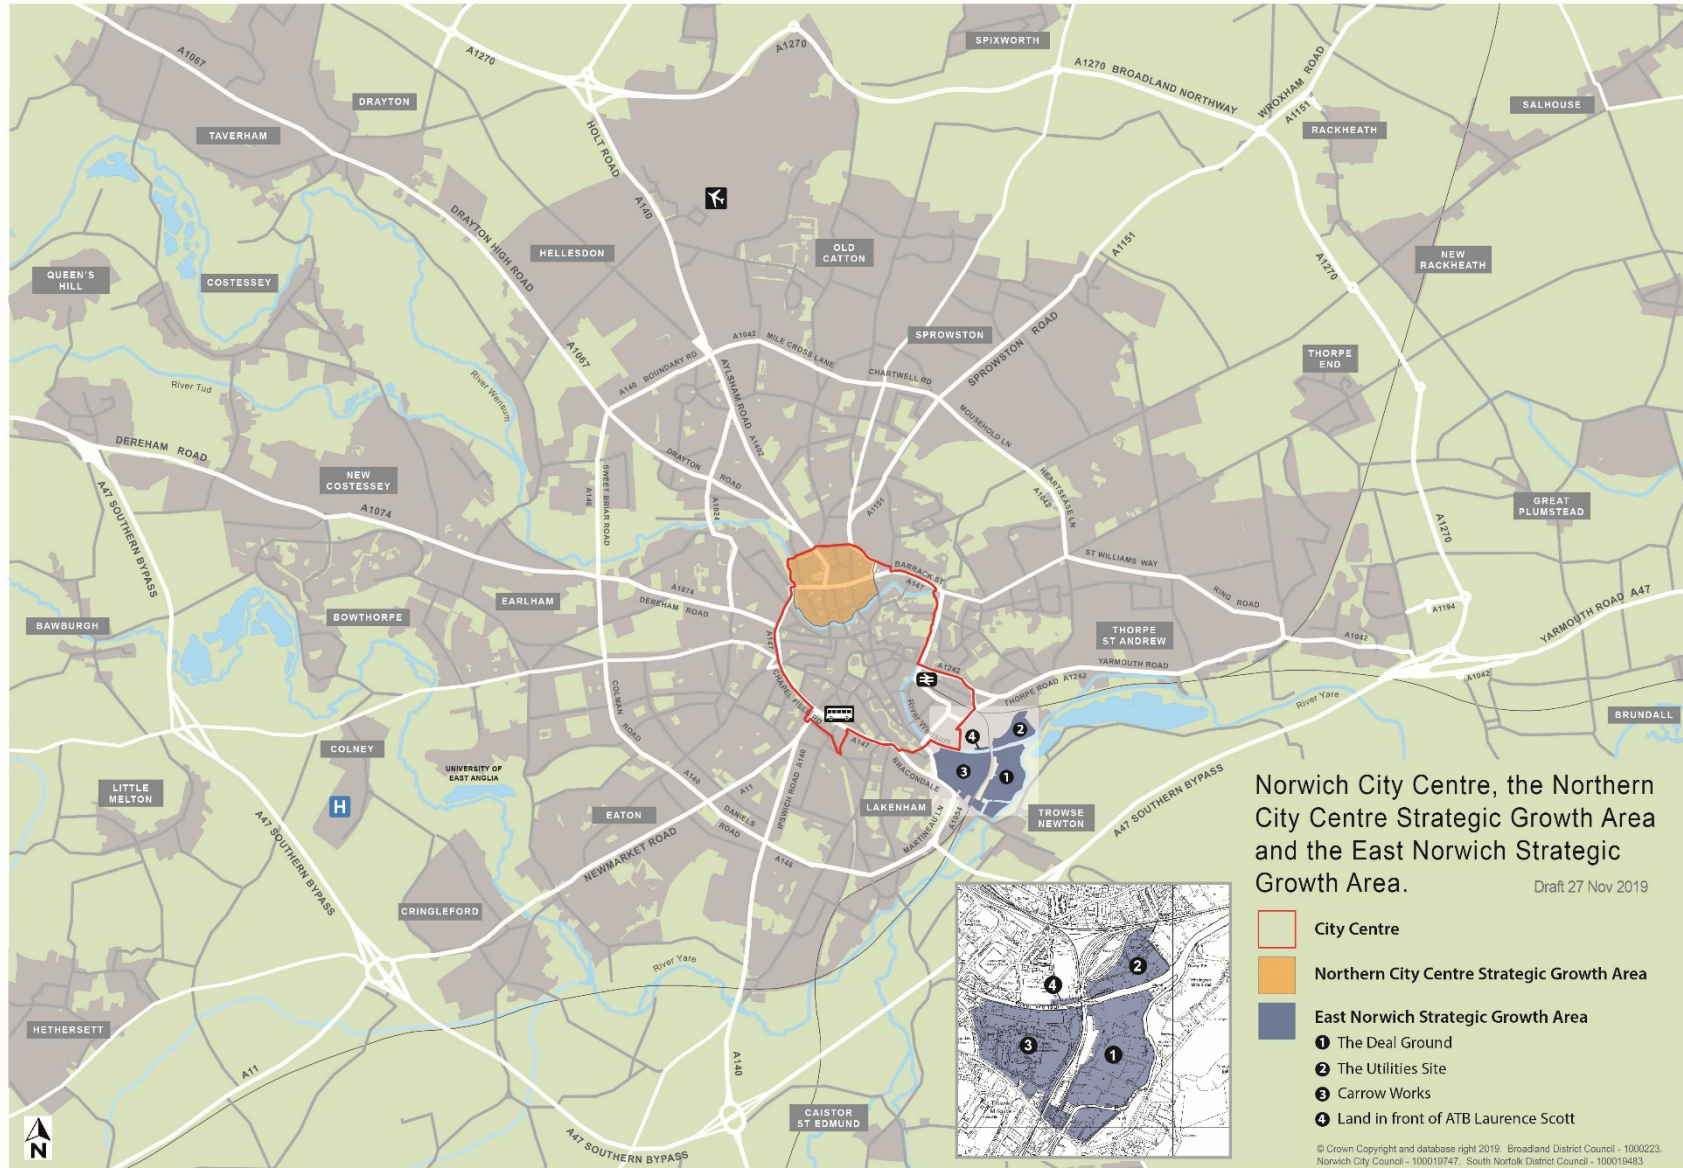 A1067
A1270
A1270
SPIXWORTH
A1270 BROADLAND NORTHWAY
WROXHAM ROAD
A1151
SALHOUSE
RACKHEATH
DRAYTON
TAVERHAM
HOLT ROAD
A140
DRAYTON HIGH ROAD
HELLESDON
OLD
CATTON
A1151
A1270
NEW
RACKHEATH
QUEEN'S
HILL
COSTESSEY
A1067
A140 BOUNDARY RD
A1042
MILE CROSS LANE
SPROWSTON
SPROWSTON ROAD
CHARTWELL RD
THORPE
END
River Tud
River Wensum
AYLSHAM ROAD A1402
MOUSEHOLD LN
DEREHAM ROAD
NEW
COSTESSEY
A1074
A47 SOUTHERN BYPASS
SWEET BRIAR ROAD
A140
DRAYTON ROAD
A1024
A1151
HEARTSEASE LN
A1042
GREAT
PLUMSTEAD
A1270
ST WILLIAMS WAY
RING ROAD
BARRACK ST
A147
A1074
DEREHAM ROAD
EARLHAM
BOWTHORPE
BAWBURGH
A147
CHAPEL FIELD RD
THORPE
ST ANDREW
A1042
A1194
YARMOUTH ROAD A47
A1242
YARMOUTH ROAD
THORPE ROAD A1242
A1042
River Yare
BRUNDALL
COLMAN ROAD
River Wensum
A147
BRACONDALE
4
2
3
1
COLNEY
UNIVERSITY OF
EAST ANGLIA
H
LITTLE
MELTON
A47 SOUTHERN BYPASS
EATON
A140
DANIELS ROAD
A11
NEWMARKET ROAD
IPSWICH ROAD A140
A146
LAKENHAM
MARTINEAU LN
A1054
TROWSE
NEWTON
A47 SOUTHERN BYPASS
CRINGLEFORD
River Yare
HETHERSETT
A11
A140
A47 SOUTHERN BYPASS
CAISTOR
ST EDMUND
N
2
4
3
1
Norwich City Centre, the Northern
City Centre Strategic Growth Area
and the East Norwich Strategic
Growth Area.
Draft 27 Nov 2019
City Centre
Northern City Centre Strategic Growth Area
East Norwich Strategic Growth Area
1 The Deal Ground
2 The Utilities Site
3 Carrow Works
4 Land in front of ATB Laurence Scott
© Crown Copyright and database right 2019. Broadland District Council - 1000223.
Norwich City Council - 100019747. South Norfolk District Council - 100019483